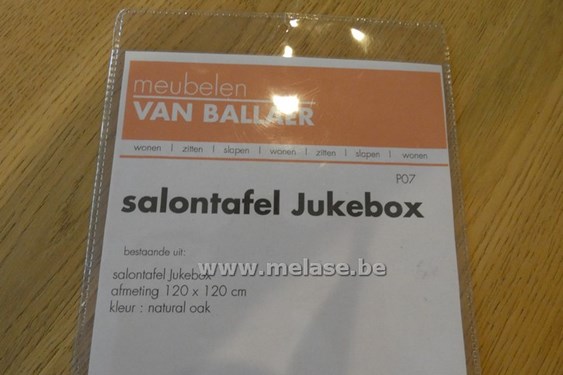 meubelen
VAN BALLAER
wonen | zitten | slapen | wonen | zitten | slapen | wonen
P07
salontafel Jukebox
bestaande uit:
www.melase.be
salontafel Jukebox
afmeting 120 x 120 cm
kleur : natural oak